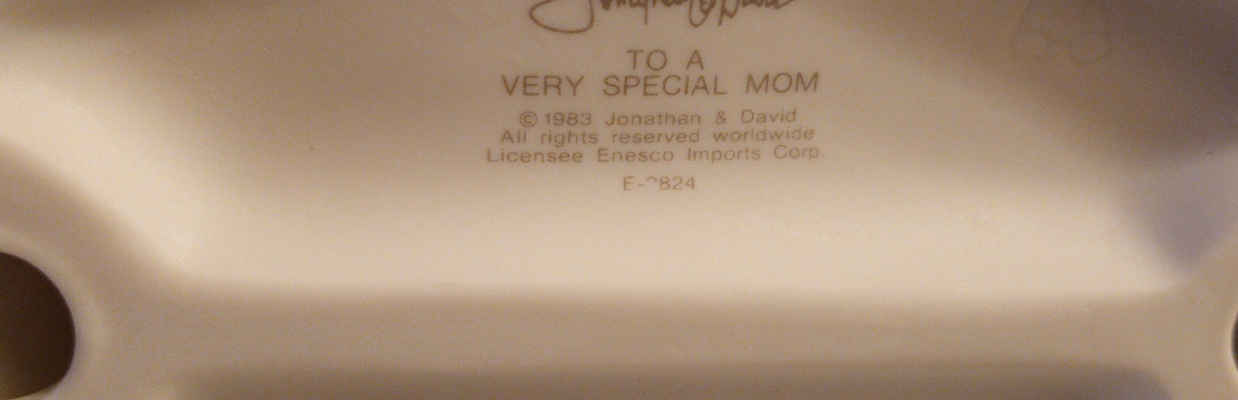 TO A
VERY SPECIAL MOM
© 1983 Jonathan & David
All rights reserved worldwide
Licensee Enesco Imports Corp.